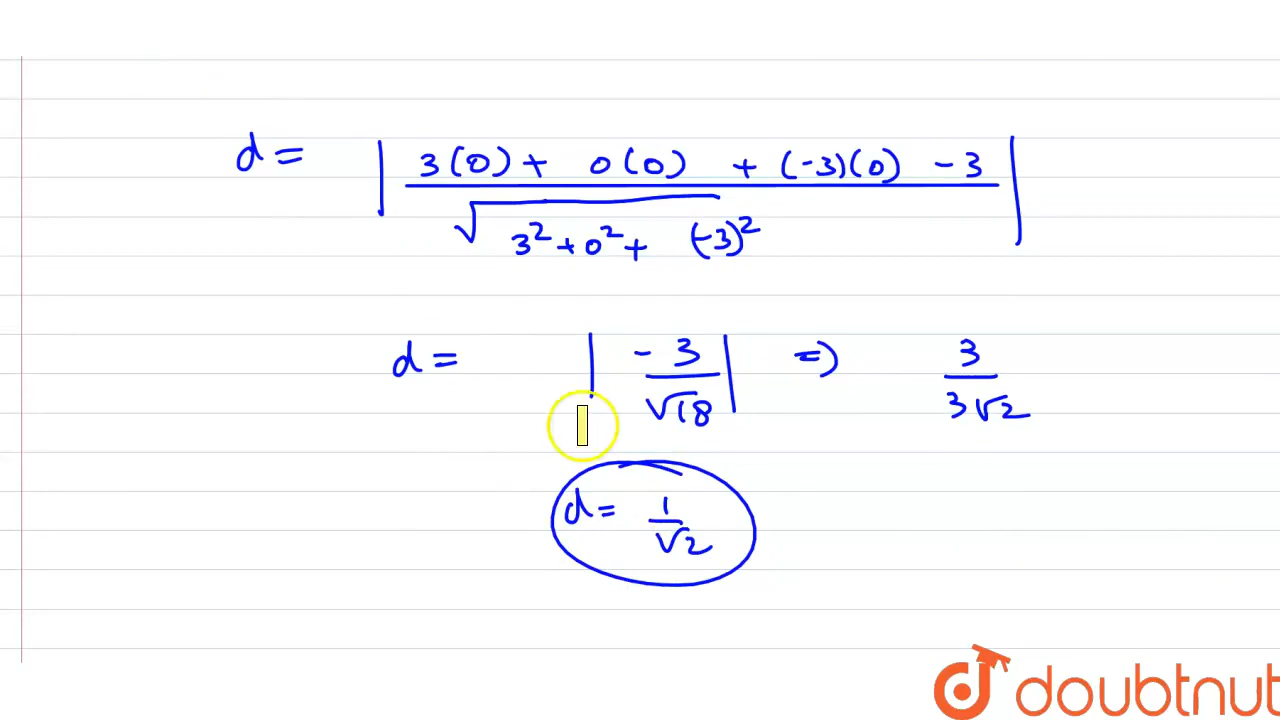 d = | 3(0) + 0(0) + (-3)(0) - 3 / √3² + 0² + (-3)² |
d = | -3 / √18 | => 3 / 3√2
d = 1 / √2
doubtnut